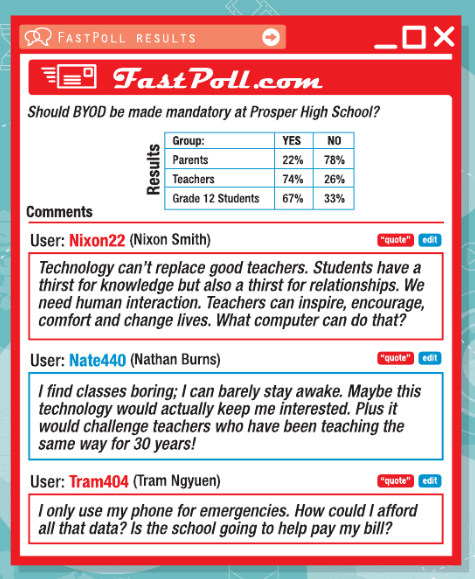 FASTPOLL RESULTS
FastPoll.com
Should BYOD be made mandatory at Prosper High School?
Results
Group: YES NO
Parents 22% 78%
Teachers 74% 26%
Grade 12 Students 67% 33%
Comments
User: Nixon22 (Nixon Smith) "quote" edit
Technology can't replace good teachers. Students have a
thirst for knowledge but also a thirst for relationships. We
need human interaction. Teachers can inspire, encourage,
comfort and change lives. What computer can do that?
User: Nate440 (Nathan Burns) "quote" edit
I find classes boring; I can barely stay awake. Maybe this
technology would actually keep me interested. Plus it
would challenge teachers who have been teaching the
same way for 30 years!
User: Tram404 (Tram Ngyuen) "quote" edit
I only use my phone for emergencies. How could I afford
all that data? Is the school going to help pay my bill?